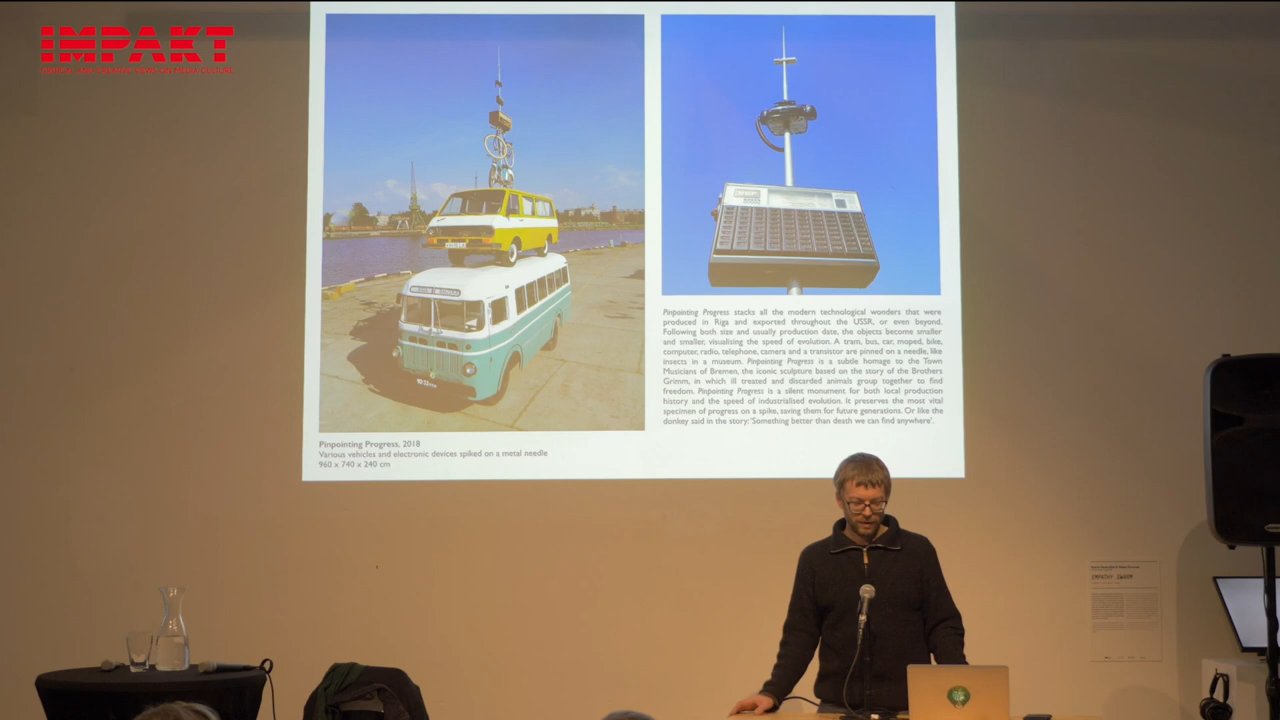 IMPAKT
Pinpointing Progress stacks all the modern technological wonders that were
produced in Riga and exported throughout the USSR, or even beyond.
Following both size and usually production date, the objects become smaller
and smaller, visualising the speed of evolution. A tram, bus, car, moped, bike,
computer, radio, telephone, camera and a transistor are pinned on a needle, like
insects in a museum. Pinpointing Progress is a subtle homage to the Town
Musicians of Bremen, the iconic sculpture based on the story of the Brothers
Grimm, in which ill treated and discarded animals group together to find
freedom. Pinpointing Progress is a silent monument for both local production
history and the speed of industrialised evolution. It preserves the most vital
specimen of progress on a spike, saving them for future generations. Or like the
donkey said in the story: 'Something better than death we can find anywhere'.
Pinpointing Progress, 2018
Various vehicles and electronic devices spiked on a metal needle
960 x 740 x 240 cm